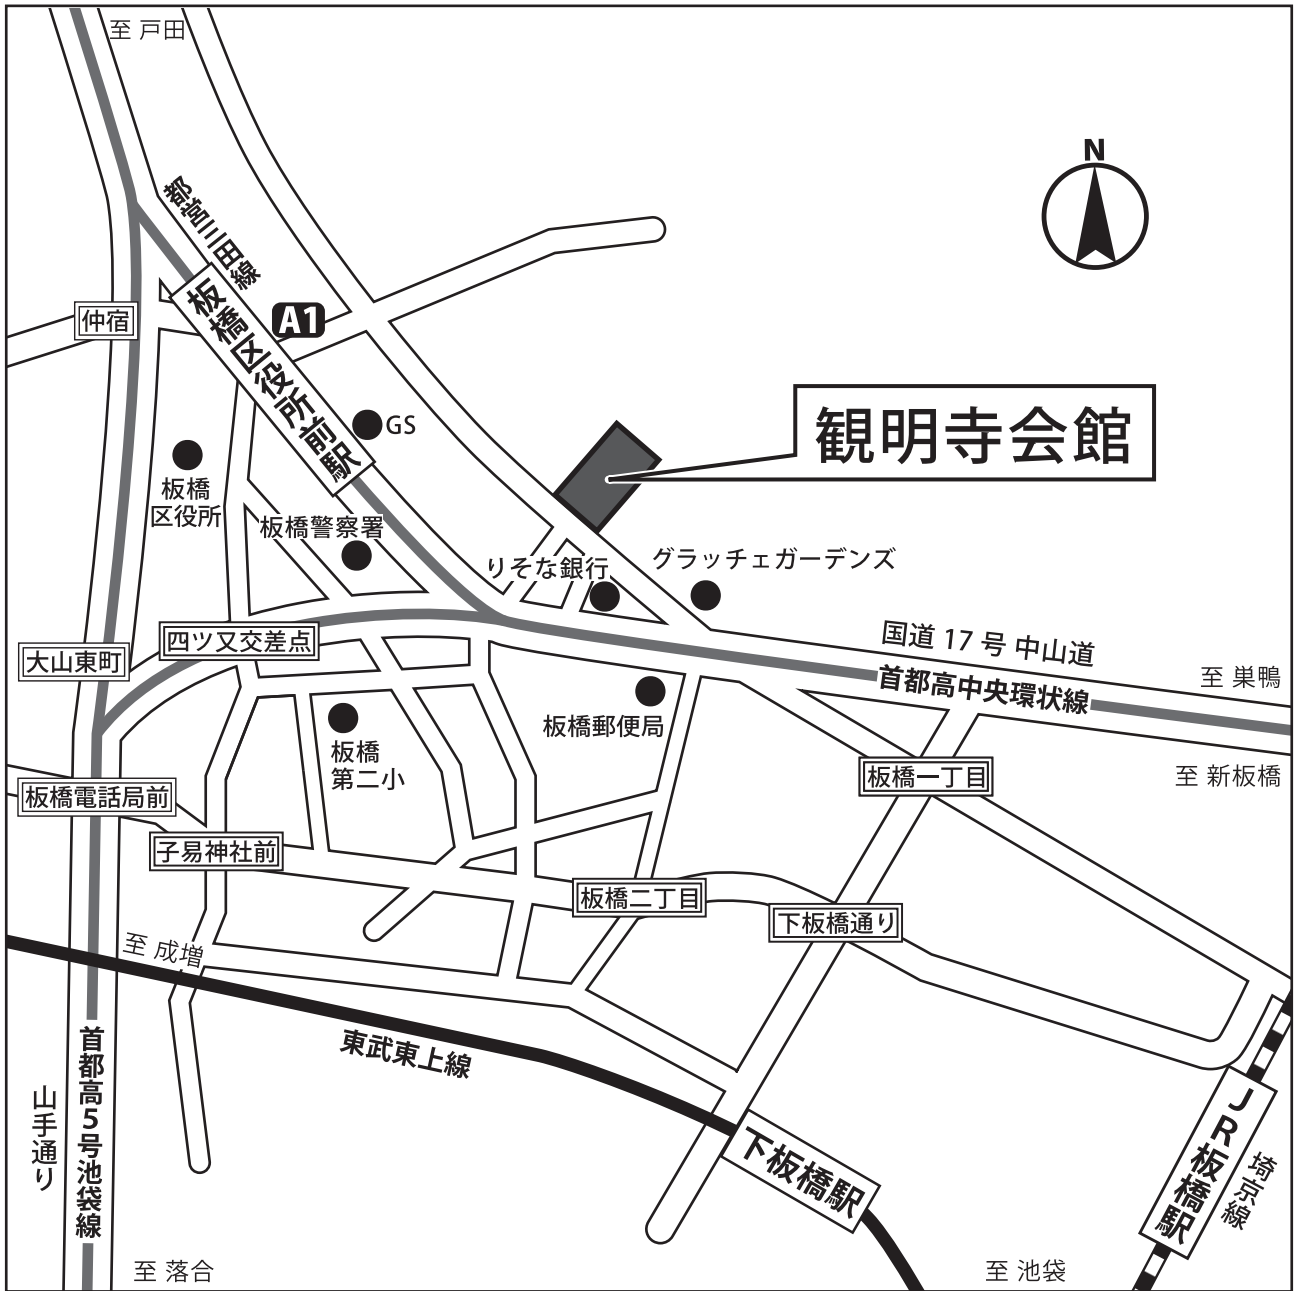 至 戸田
N
都営三田線
板橋区役所前駅
A1
仲宿
GS
観明寺会館
板橋
区役所
板橋警察署
りそな銀行
グラッチェガーデンズ
四ツ又交差点
大山東町
国道 17 号 中山道
首都高中央環状線
至 巣鴨
板橋郵便局
板橋
第二小
板橋一丁目
至 新板橋
板橋電話局前
子易神社前
板橋二丁目
下板橋通り
至 成増
東武東上線
首都高5号池袋線
山手通り
下板橋駅
JR板橋駅
埼京線
至 落合
至 池袋